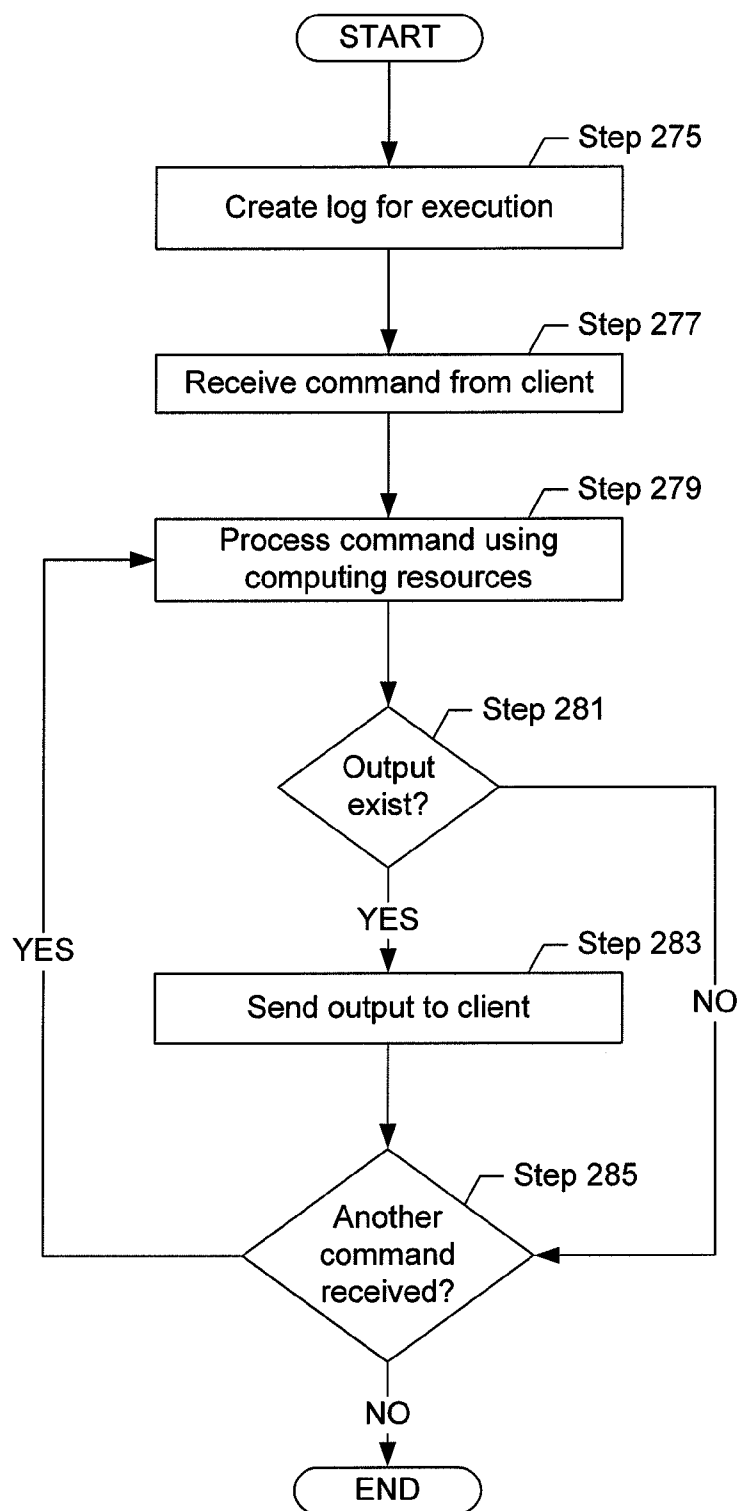 START
Step 275
Create log for execution
Step 277
Receive command from client
Step 279
Process command using
computing resources
Step 281
Output
exist?
YES
YES
Step 283
Send output to client
NO
Step 285
Another
command
received?
NO
END